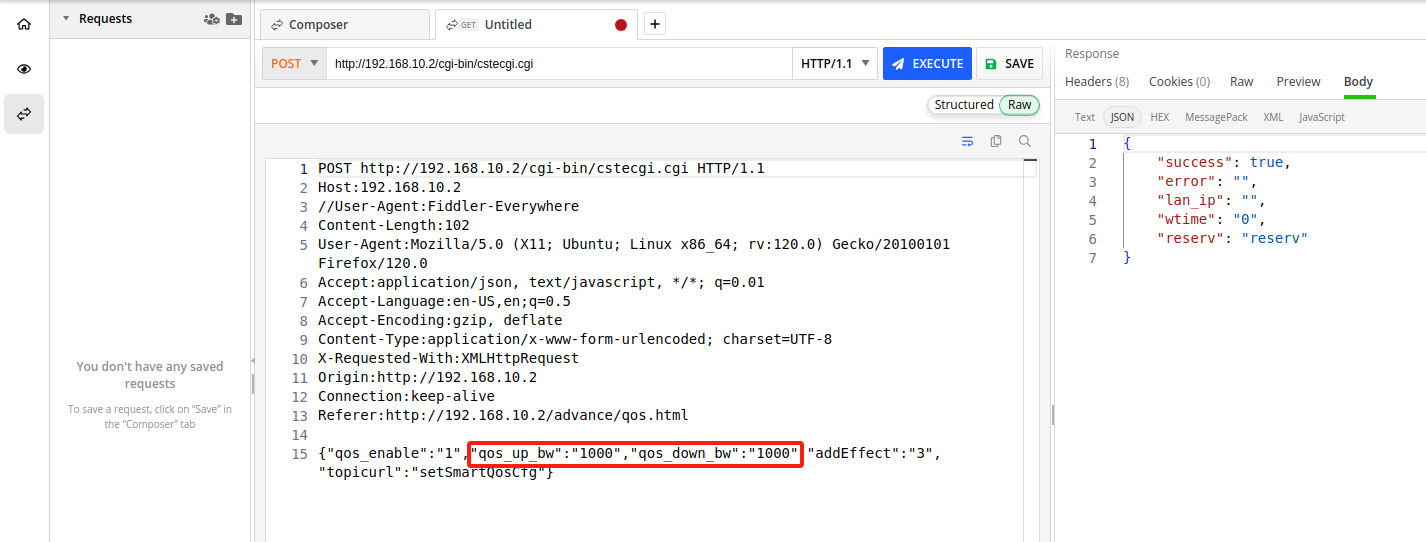 Requests
Composer
GET Untitled
+
POST http://192.168.10.2/cgi-bin/cstecgi.cgi HTTP/1.1 EXECUTE SAVE
Structured Raw
1 POST http://192.168.10.2/cgi-bin/cstecgi.cgi HTTP/1.1
2 Host:192.168.10.2
3 //User-Agent:Fiddler-Everywhere
4 Content-Length:102
5 User-Agent:Mozilla/5.0 (X11; Ubuntu; Linux x86_64; rv:120.0) Gecko/20100101
Firefox/120.0
6 Accept:application/json, text/javascript, */*; q=0.01
7 Accept-Language:en-US,en;q=0.5
8 Accept-Encoding:gzip, deflate
9 Content-Type:application/x-www-form-urlencoded; charset=UTF-8
10 X-Requested-With:XMLHttpRequest
11 Origin:http://192.168.10.2
12 Connection:keep-alive
13 Referer:http://192.168.10.2/advance/qos.html
14
15 {"qos_enable":"1","qos_up_bw":"1000","qos_down_bw":"1000" "addEffect":"3",
"topicurl":"setSmartQosCfg"}
You don't have any saved
requests
To save a request, click on “Save” in
the “Composer” tab
Response
Headers (8) Cookies (0) Raw Preview Body
Text JSON HEX MessagePack XML JavaScript
1 {
2 "success": true,
3 "error": "",
4 "lan_ip": "",
5 "wtime": "0",
6 "reserv": "reserv"
7 }